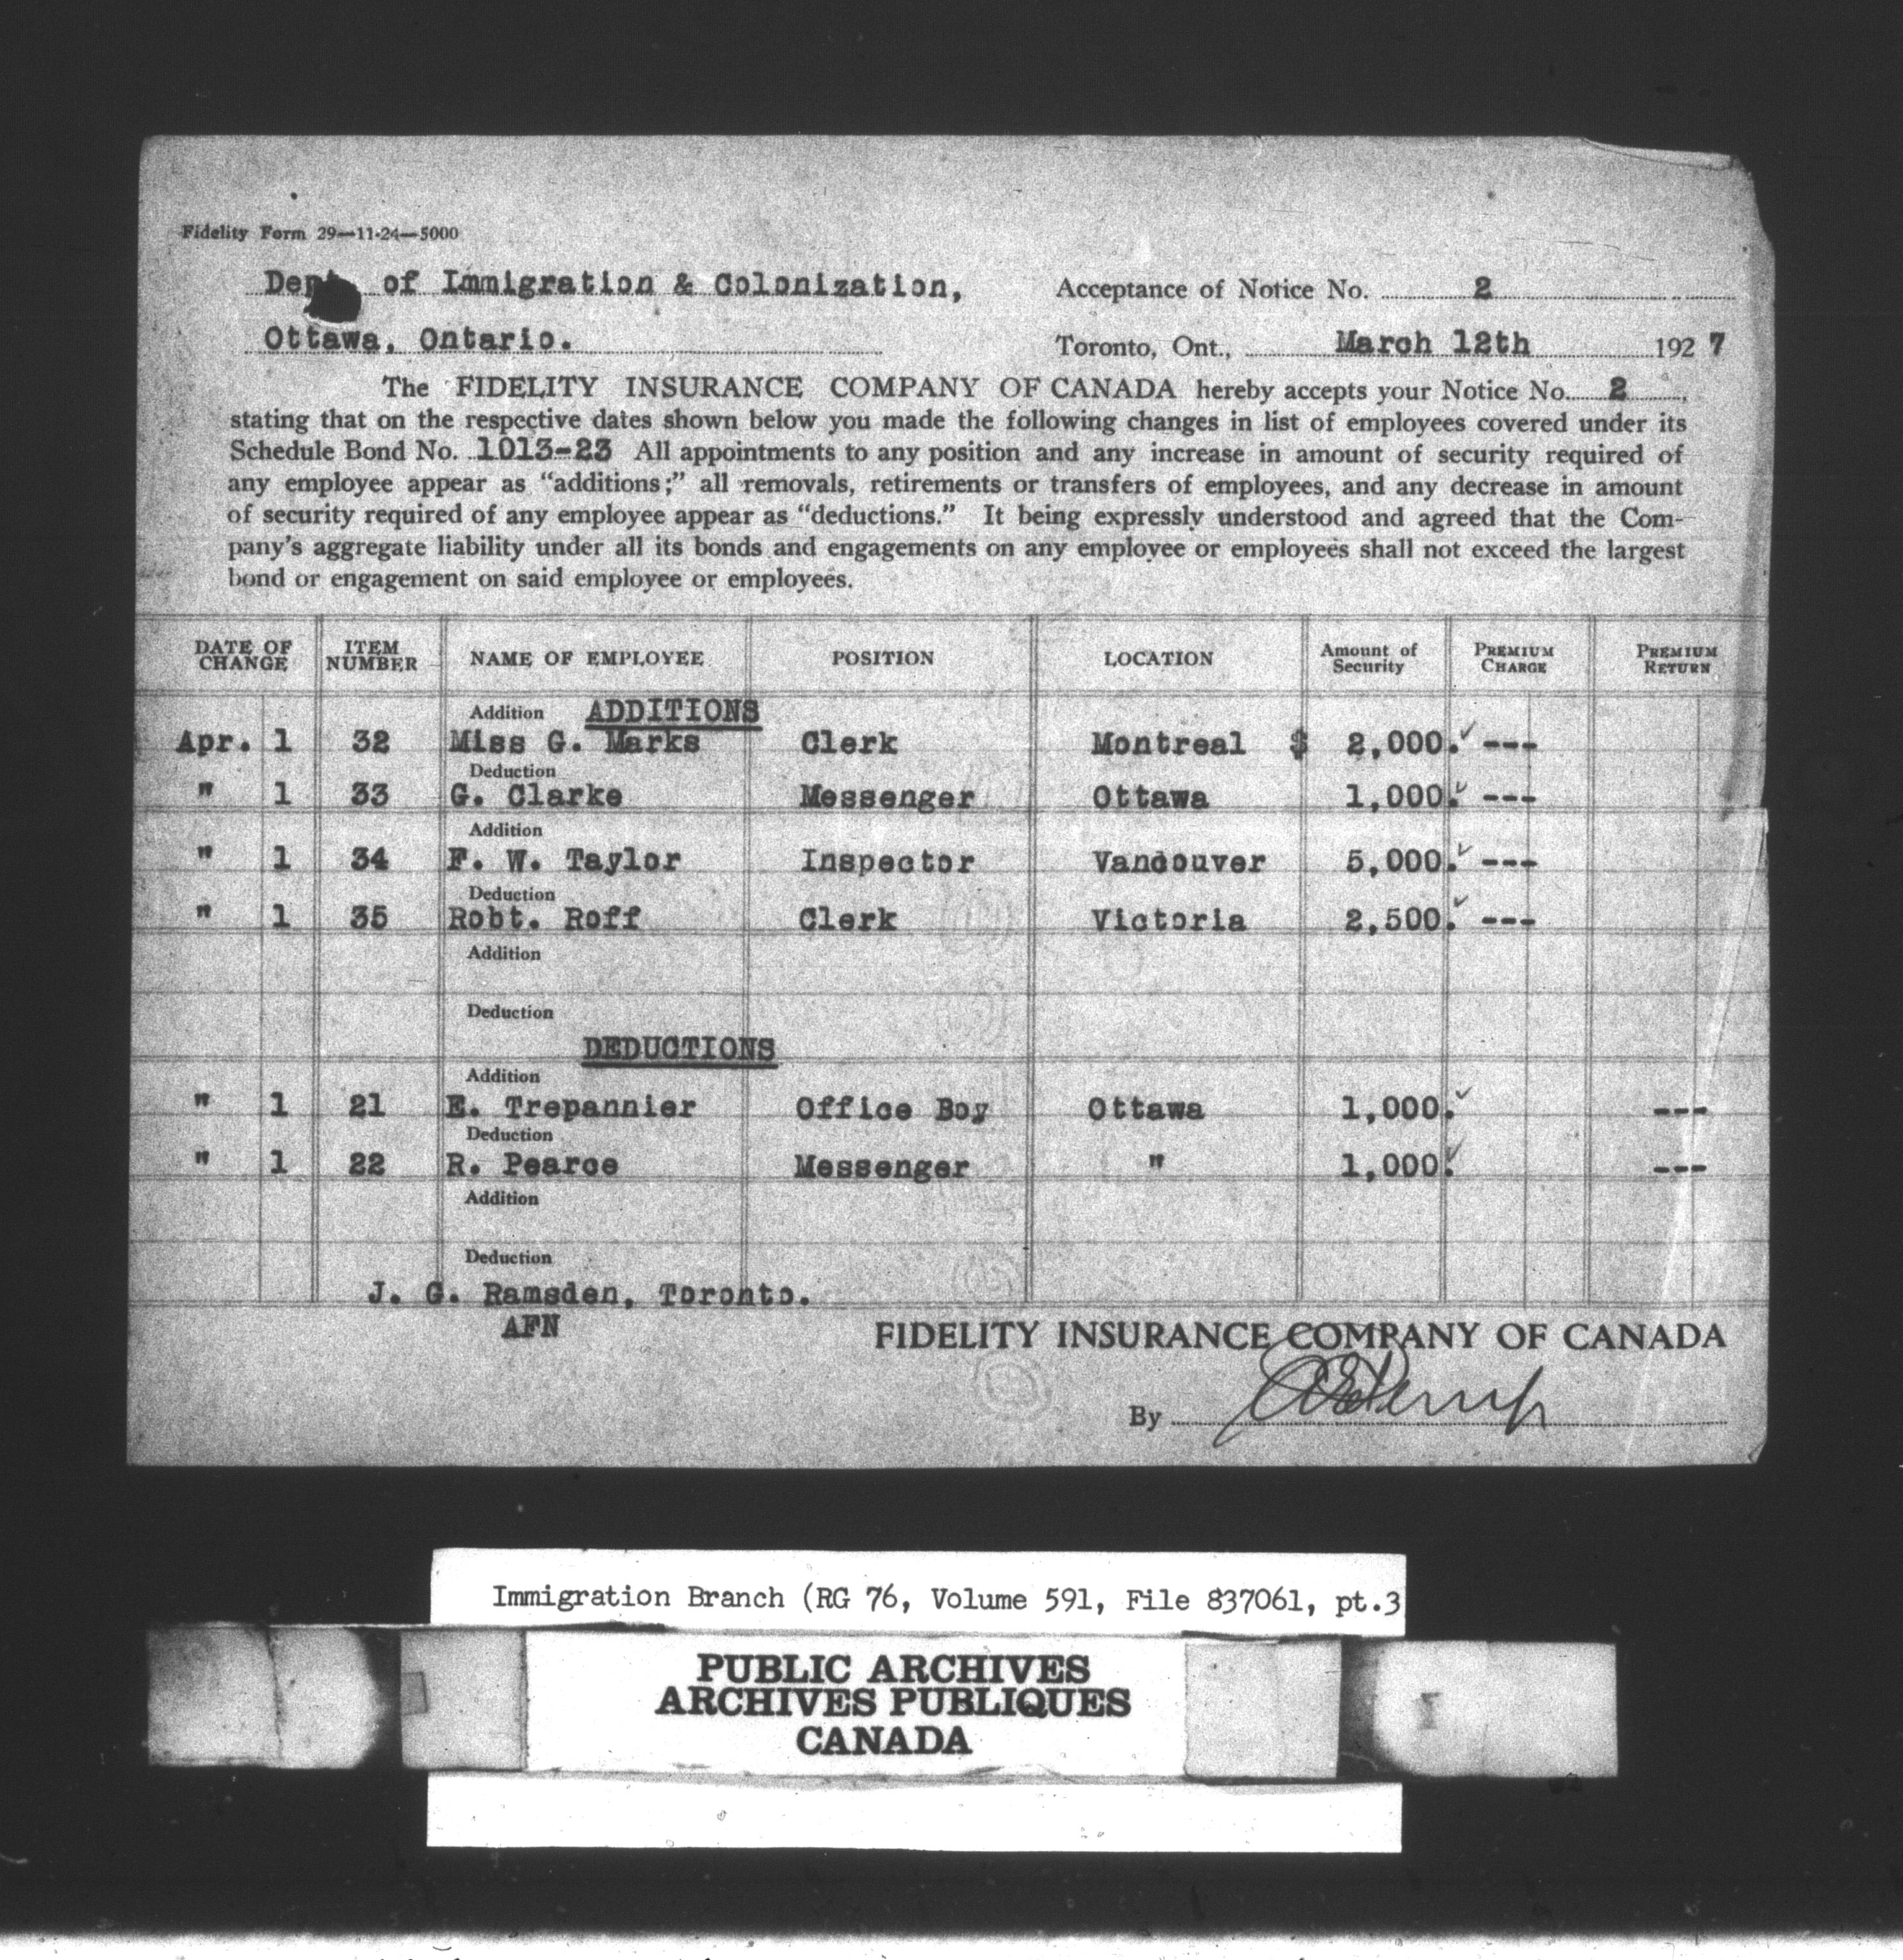 Fidelity Form 29—11-24—5000
Dept. of Immigration & Colonization,
Acceptance of Notice No. 2
Ottawa, Ontario.
Toronto, Ont., March 12th 1927
The FIDELITY INSURANCE COMPANY OF CANADA hereby accepts your Notice No. 2,
stating that on the respective dates shown below you made the following changes in list of employees covered under its
Schedule Bond No. 1013-23 All appointments to any position and any increase in amount of security required of
any employee appear as “additions;” all removals, retirements or transfers of employees, and any decrease in amount
of security required of any employee appear as “deductions.” It being expressly understood and agreed that the Com-
pany’s aggregate liability under all its bonds and engagements on any employee or employees shall not exceed the largest
bond or engagement on said employee or employees.
DATE OF CHANGE ITEM NUMBER NAME OF EMPLOYEE POSITION LOCATION Amount of Security PREMIUM CHARGE PREMIUM RETURN
Addition ADDITIONS
Apr. 1 32 Miss G. Marks Clerk Montreal $ 2,000. ---
Deduction
" 1 33 G. Clarke Messenger Ottawa 1,000. ---
Addition
" 1 34 F. W. Taylor Inspector Vancouver 5,000. ---
Deduction
" 1 35 Robt. Roff Clerk Victoria 2,500. ---
Addition
Deduction
DEDUCTIONS
Addition
" 1 21 E. Trepannier Office Boy Ottawa 1,000. ---
Deduction
" 1 22 R. Pearce Messenger " 1,000. ---
Addition
Deduction
J. G. Ramsden, Toronto.
AFN
FIDELITY INSURANCE COMPANY OF CANADA
By
Immigration Branch (RG 76, Volume 591, File 837061, pt.3
PUBLIC ARCHIVES
ARCHIVES PUBLIQUES
CANADA